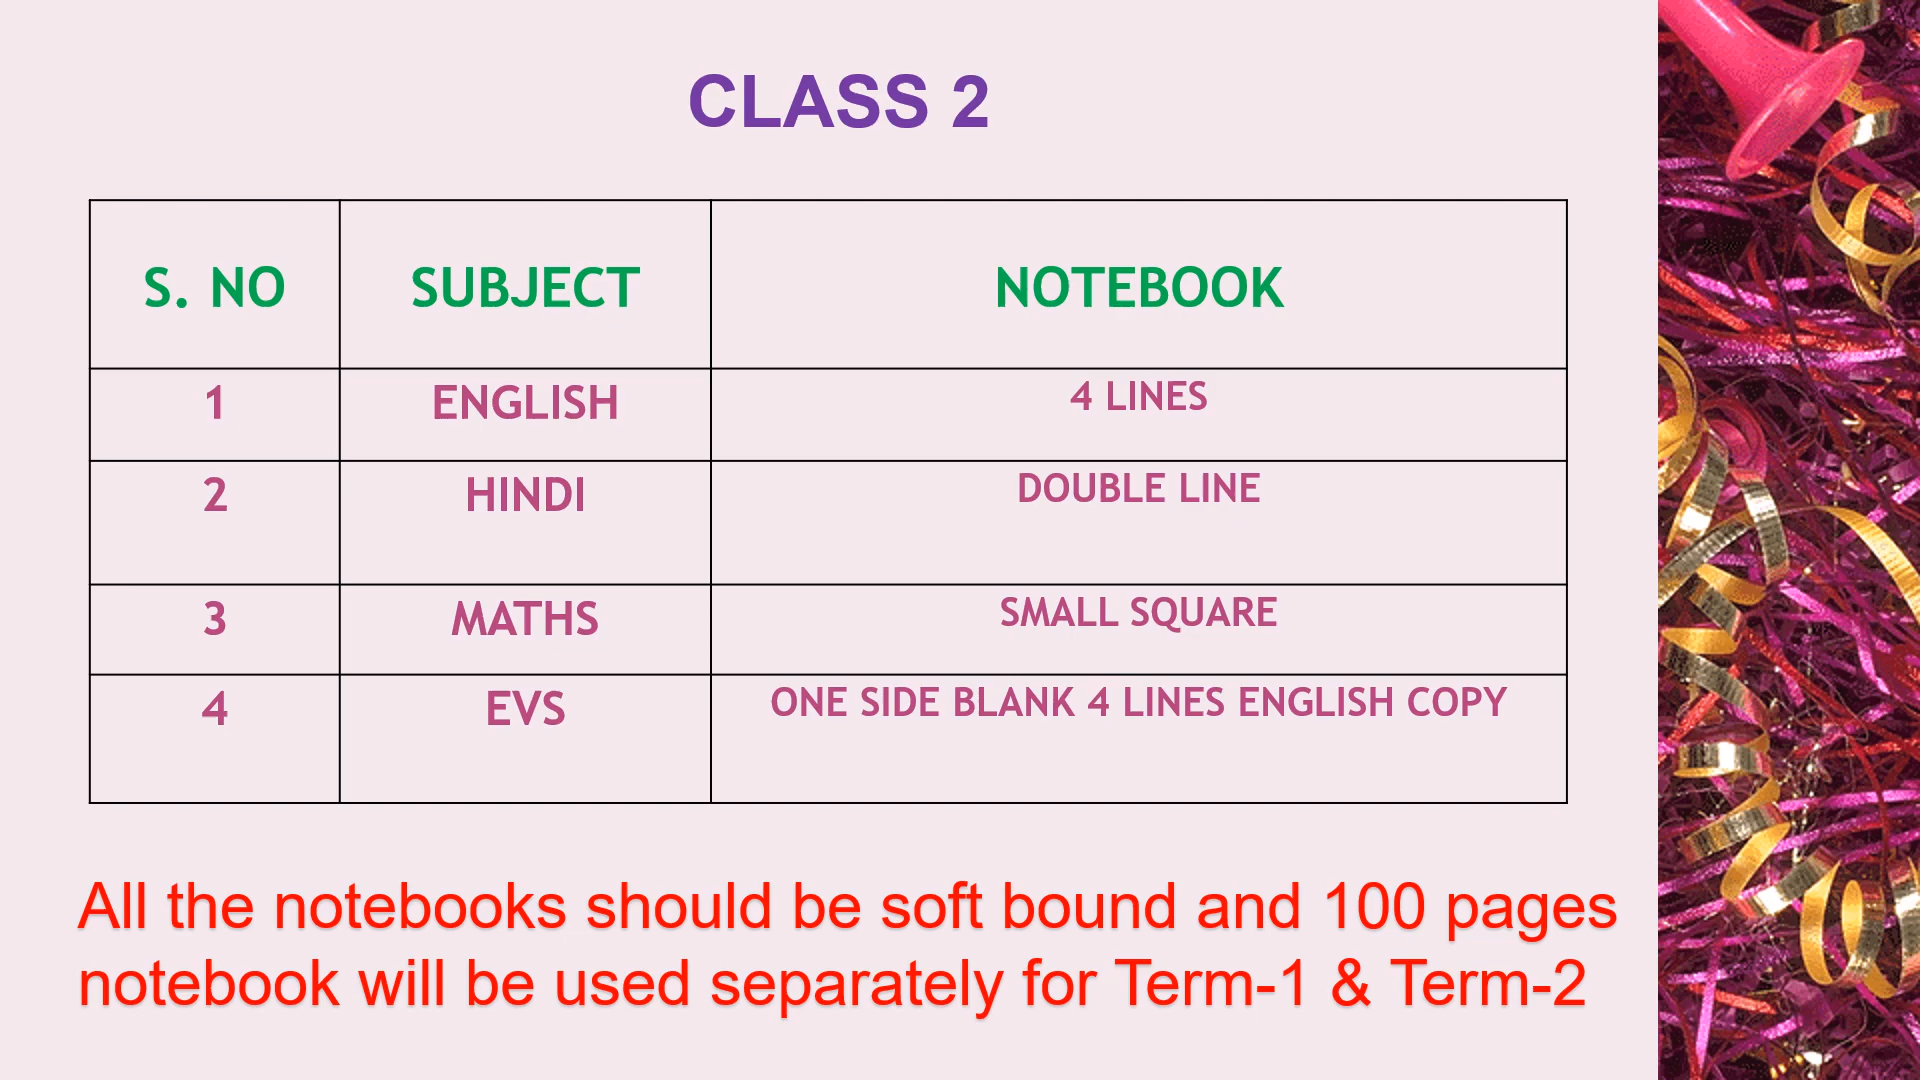 CLASS 2
S. NO SUBJECT NOTEBOOK
1 ENGLISH 4 LINES
2 HINDI DOUBLE LINE
3 MATHS SMALL SQUARE
4 EVS ONE SIDE BLANK 4 LINES ENGLISH COPY
All the notebooks should be soft bound and 100 pages
notebook will be used separately for Term-1 & Term-2